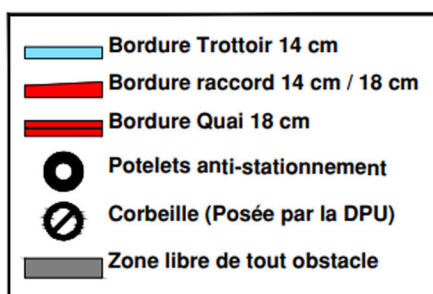 Bordure Trottoir 14 cm
Bordure raccord 14 cm / 18 cm
Bordure Quai 18 cm
Potelets anti-stationnement
Corbeille (Posée par la DPU)
Zone libre de tout obstacle